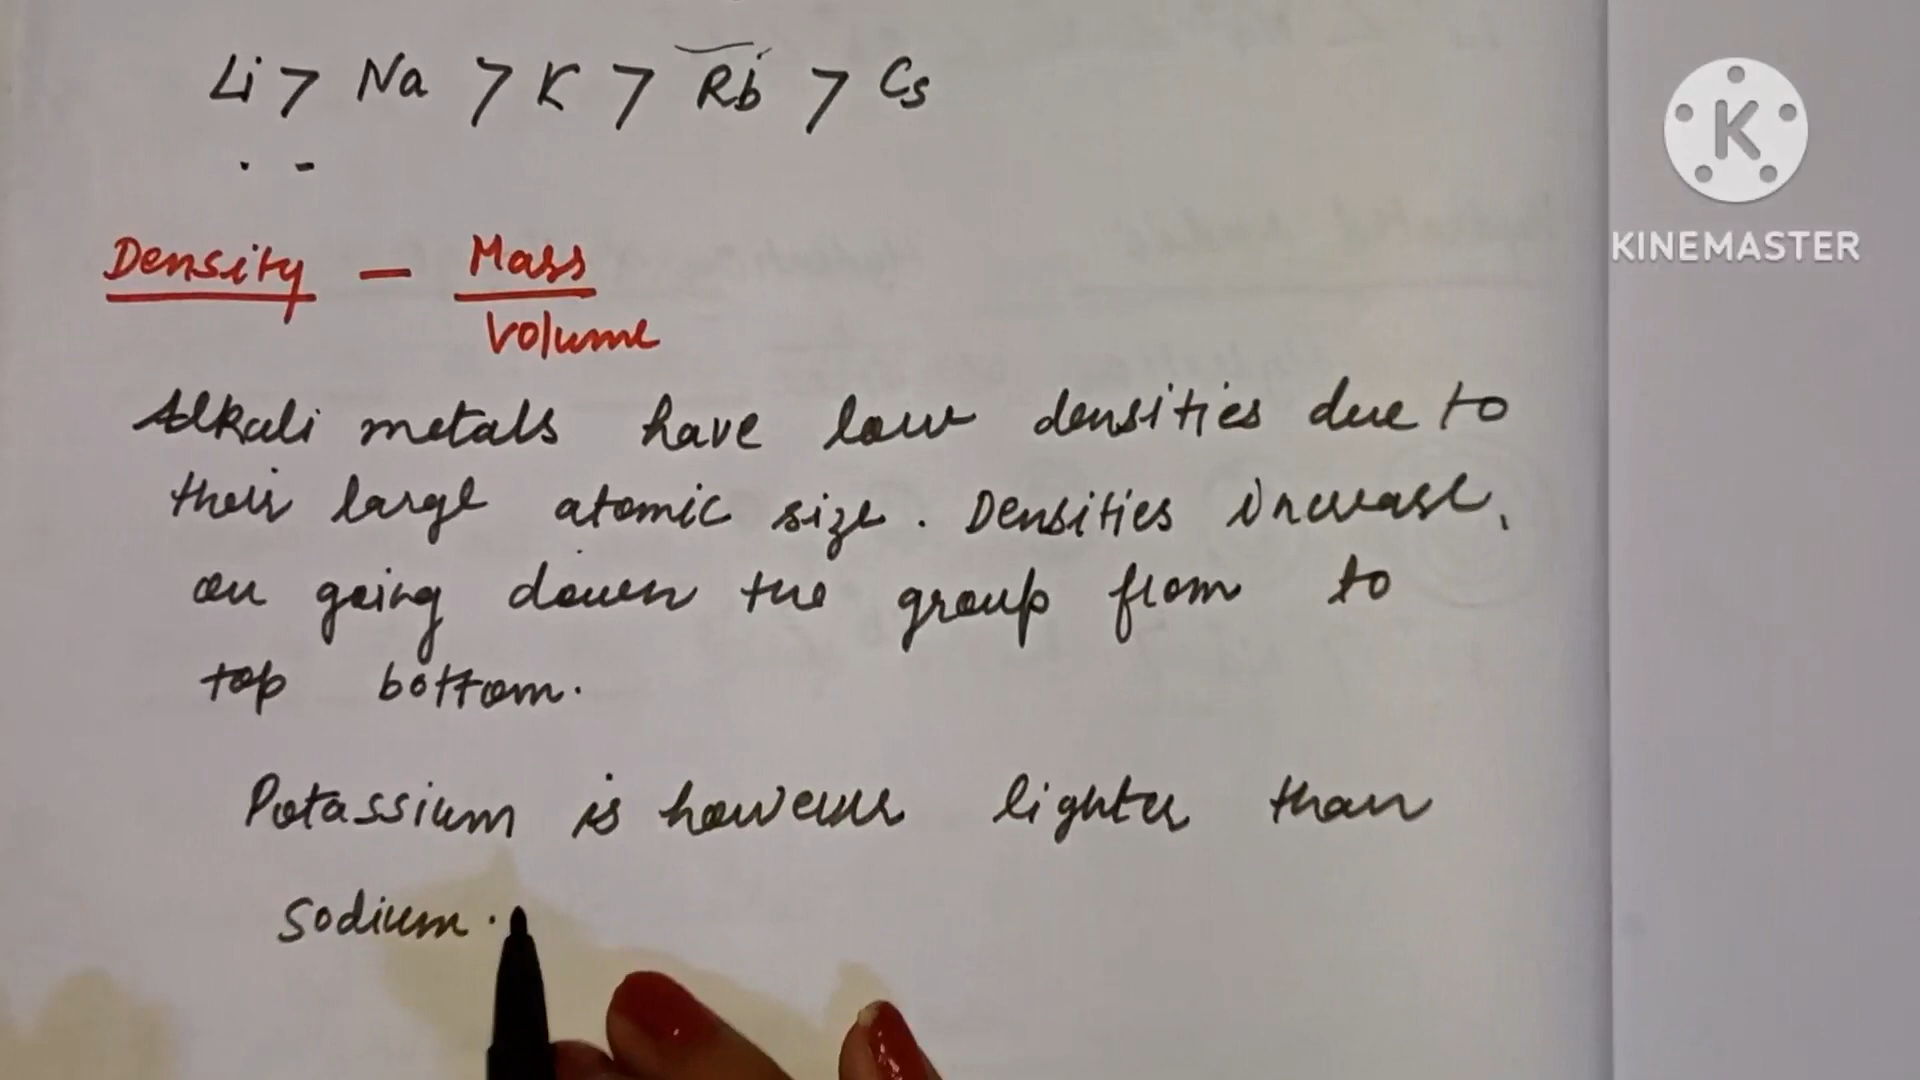 Li > Na > K > Rb > Cs
Density — Mass
Volume
Alkali metals have low densities due to
their large atomic size. Densities increase
on going down the group from to
top bottom.
Potassium is however lighter than
Sodium.
K
KINEMASTER